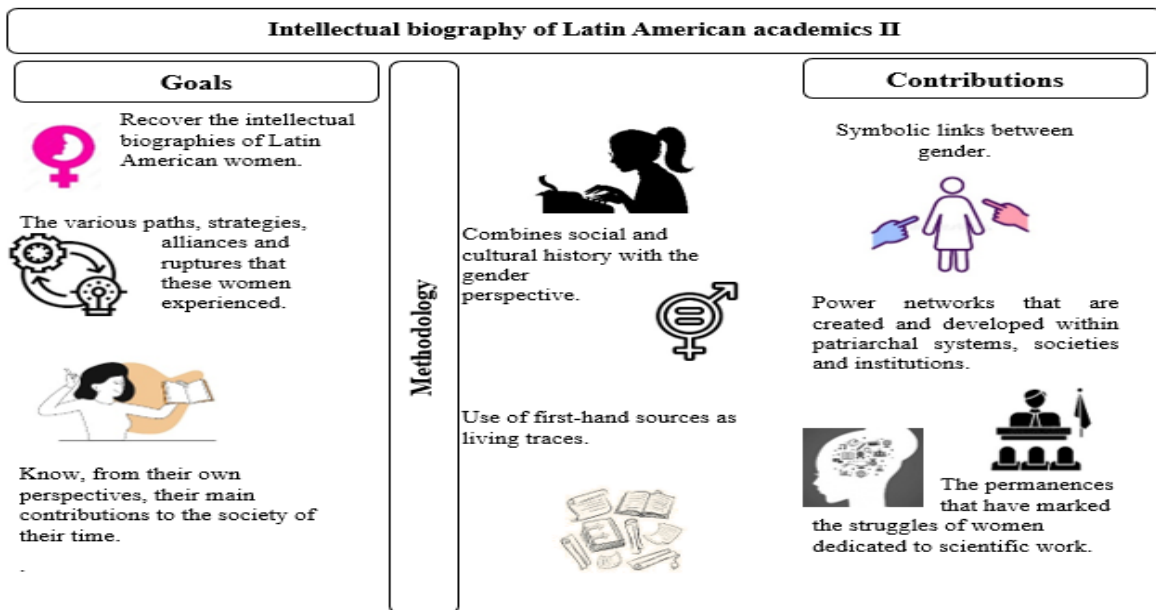 Intellectual biography of Latin American academics II
Goals
Recover the intellectual
biographies of Latin
American women.
The various paths, strategies,
alliances and
ruptures that
these women
experienced.
Know, from their own
perspectives, their main
contributions to the society of
their time.
.
Methodology
Combines social and
cultural history with the
gender
perspective.
Use of first-hand sources as
living traces.
Contributions
Symbolic links between
gender.
Power networks that are
created and developed within
patriarchal systems, societies
and institutions.
The permanences
that have marked
the struggles of women
dedicated to scientific work.